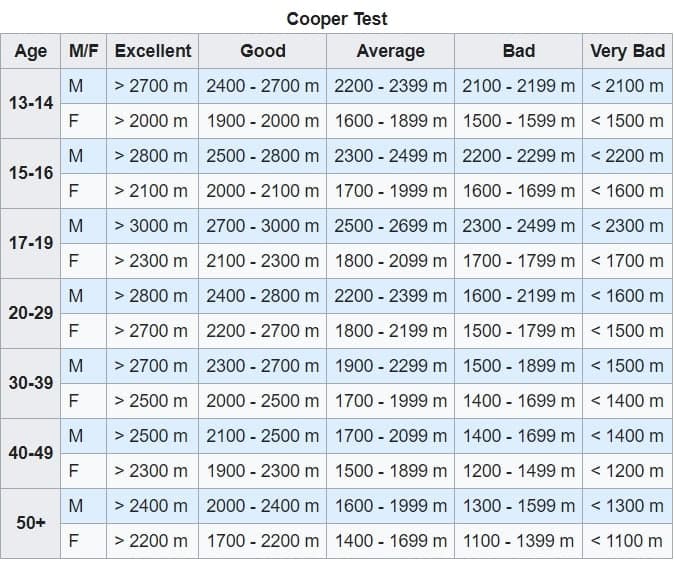 Cooper Test
Age M/F Excellent Good Average Bad Very Bad
13-14 M > 2700 m 2400 - 2700 m 2200 - 2399 m 2100 - 2199 m < 2100 m
F > 2000 m 1900 - 2000 m 1600 - 1899 m 1500 - 1599 m < 1500 m
15-16 M > 2800 m 2500 - 2800 m 2300 - 2499 m 2200 - 2299 m < 2200 m
F > 2100 m 2000 - 2100 m 1700 - 1999 m 1600 - 1699 m < 1600 m
17-19 M > 3000 m 2700 - 3000 m 2500 - 2699 m 2300 - 2499 m < 2300 m
F > 2300 m 2100 - 2300 m 1800 - 2099 m 1700 - 1799 m < 1700 m
20-29 M > 2800 m 2400 - 2800 m 2200 - 2399 m 1600 - 2199 m < 1600 m
F > 2700 m 2200 - 2700 m 1800 - 2199 m 1500 - 1799 m < 1500 m
30-39 M > 2700 m 2300 - 2700 m 1900 - 2299 m 1500 - 1899 m < 1500 m
F > 2500 m 2000 - 2500 m 1700 - 1999 m 1400 - 1699 m < 1400 m
40-49 M > 2500 m 2100 - 2500 m 1700 - 2099 m 1400 - 1699 m < 1400 m
F > 2300 m 1900 - 2300 m 1500 - 1899 m 1200 - 1499 m < 1200 m
50+ M > 2400 m 2000 - 2400 m 1600 - 1999 m 1300 - 1599 m < 1300 m
F > 2200 m 1700 - 2200 m 1400 - 1699 m 1100 - 1399 m < 1100 m